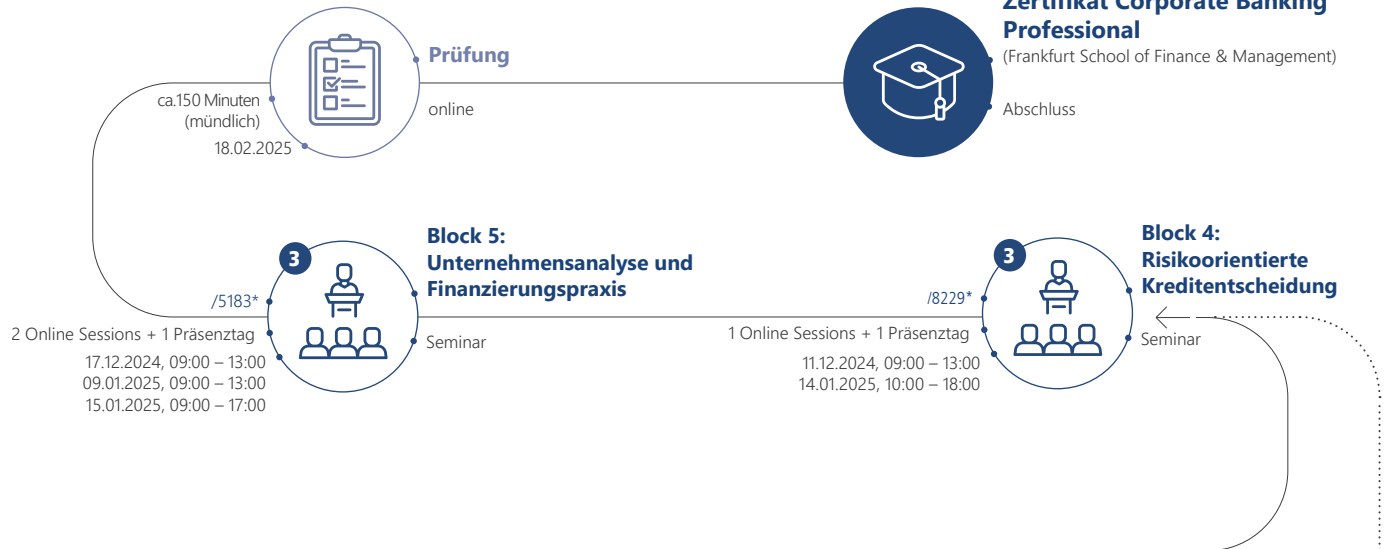 Zertifikat Corporate Banking
Professional
(Frankfurt School of Finance & Management)
Abschluss
Prüfung
online
ca.150 Minuten
(mündlich)
18.02.2025
Block 5:
Unternehmensanalyse und
Finanzierungspraxis
3
/5183*
2 Online Sessions + 1 Präsenztag
Seminar
17.12.2024, 09:00 – 13:00
09.01.2025, 09:00 – 13:00
15.01.2025, 09:00 – 17:00
Block 4:
Risikoorientierte
Kreditentscheidung
3
/8229*
1 Online Sessions + 1 Präsenztag
Seminar
11.12.2024, 09:00 – 13:00
14.01.2025, 10:00 – 18:00